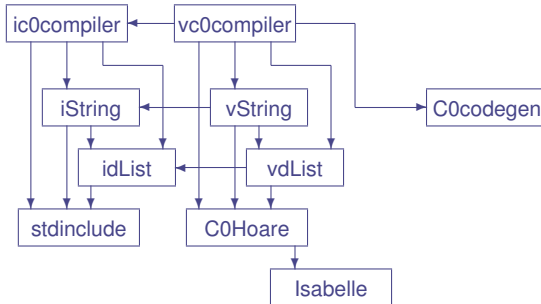 ic0compiler
vc0compiler
iString
vString
C0codegen
idList
vdList
stdinclude
C0Hoare
Isabelle